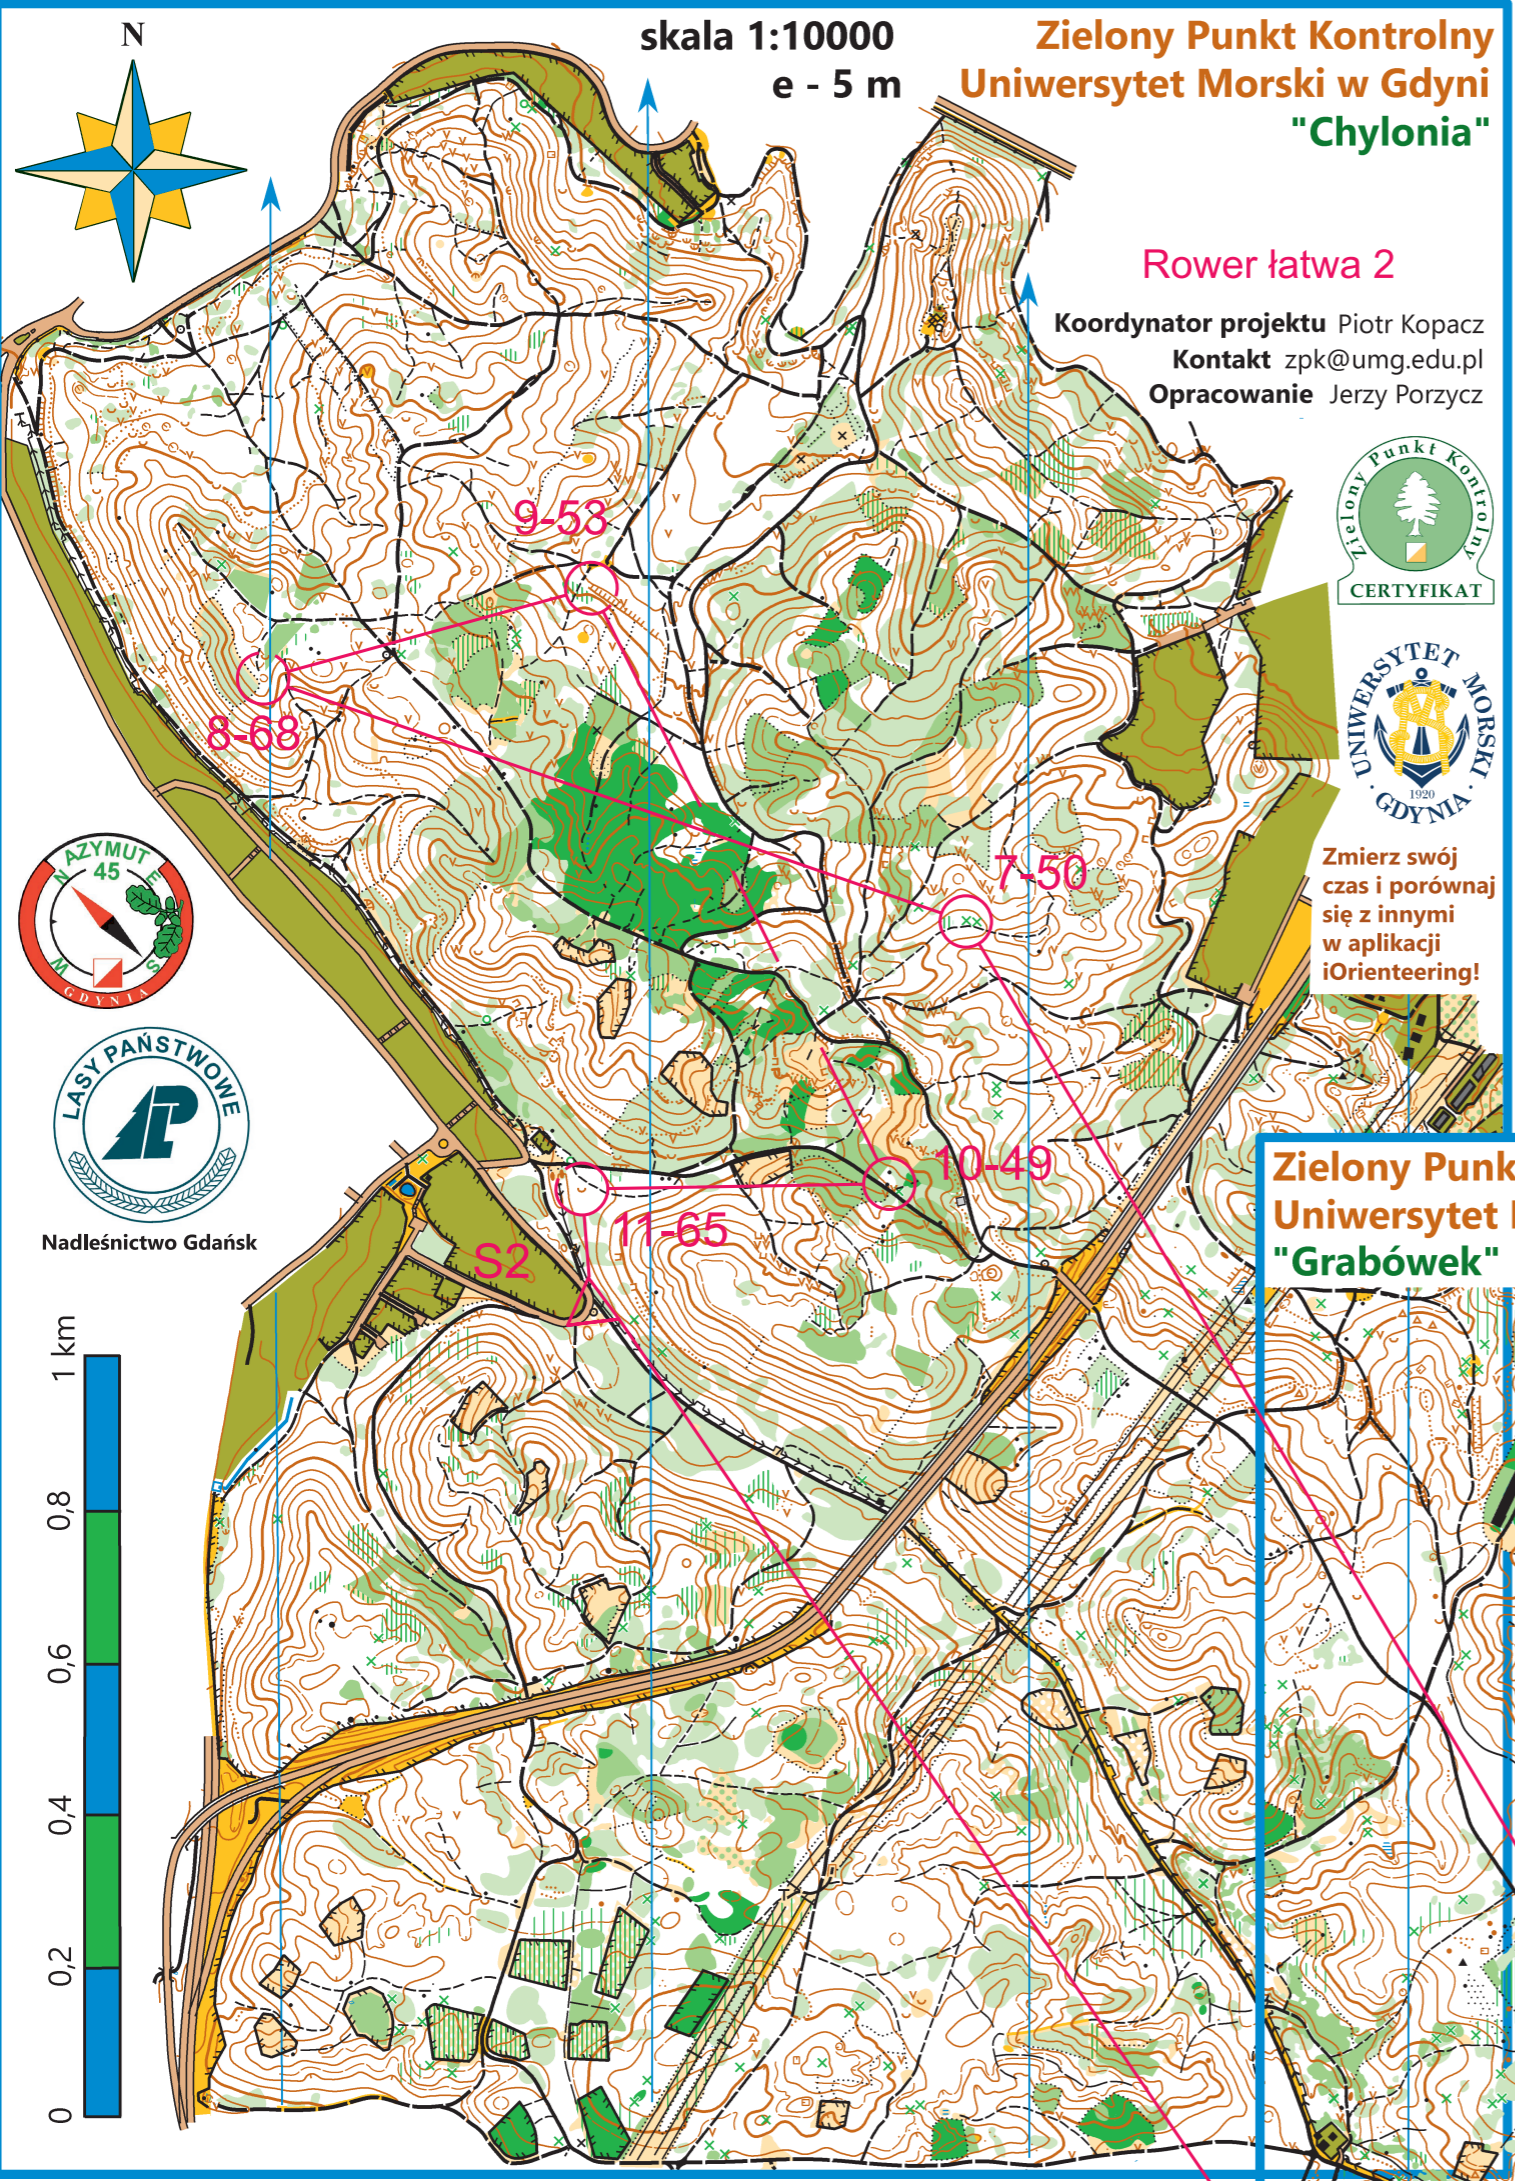 N
skala 1:10000
e - 5 m
Zielony Punkt Kontrolny
Uniwersytet Morski w Gdyni
"Chylonia"
Rower łatwa 2
Koordynator projektu Piotr Kopacz
Kontakt zpk@umg.edu.pl
Opracowanie Jerzy Porzycz
Zielony Punkt Kontrolny
CERTYFIKAT
UNIWERSYTET MORSKI
1920
· GDYNIA ·
Zmierz swój
czas i porównaj
się z innymi
w aplikacji
iOrienteering!
9-53
8-68
7-50
10-49
11-65
S2
AZYMUT
45
N
E
W
S
GDYNIA
LASY PAŃSTWOWE
Nadleśnictwo Gdańsk
1 km
0,8
0,6
0,4
0,2
0
Zielony Punk
Uniwersytet
"Grabówek"